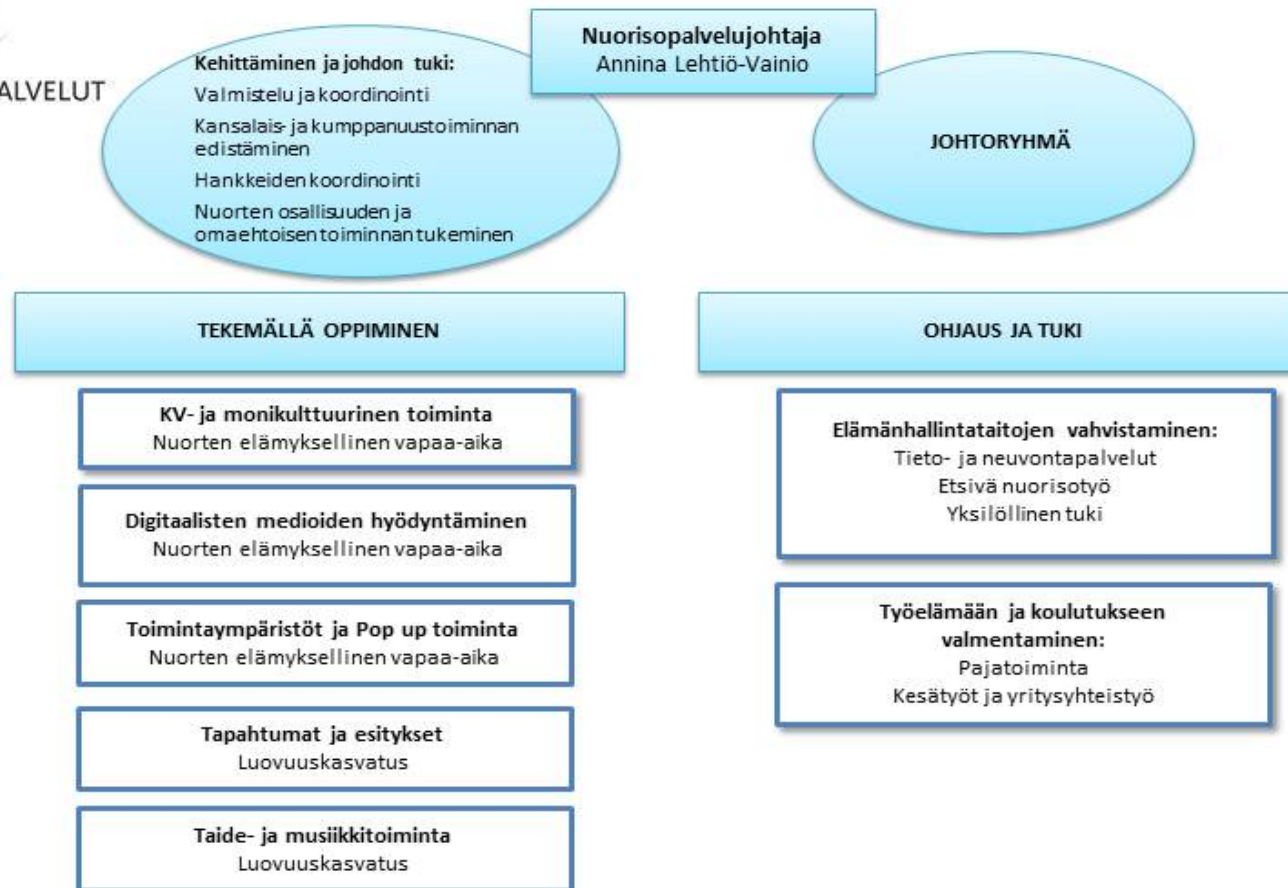 Nuorisopalvelujohtaja
Annina Lehtiö-Vainio
ALVELUT
Kehittäminen ja johdon tuki:
Valmistelu ja koordinointi
Kansalais- ja kumppanuustoiminnan
edistäminen
Hankkeiden koordinointi
Nuorten osallisuuden ja
omaehtoisen toiminnan tukeminen
JOHTORYHMÄ
TEKEMÄLLÄ OPPIMINEN
KV- ja monikulttuurinen toiminta
Nuorten elämyksellinen vapaa-aika
Digitaalisten medioiden hyödyntäminen
Nuorten elämyksellinen vapaa-aika
Toimintaympäristöt ja Pop up toiminta
Nuorten elämyksellinen vapaa-aika
Tapahtumat ja esitykset
Luovuuskasvatus
Taide- ja musiikkitoiminta
Luovuuskasvatus
OHJAUS JA TUKI
Elämänhallintataitojen vahvistaminen:
Tieto- ja neuvontapalvelut
Etsivä nuorisotyö
Yksilöllinen tuki
Työelämään ja koulutukseen
valmentaminen:
Pajatoiminta
Kesätyöt ja yritysyhteistyö